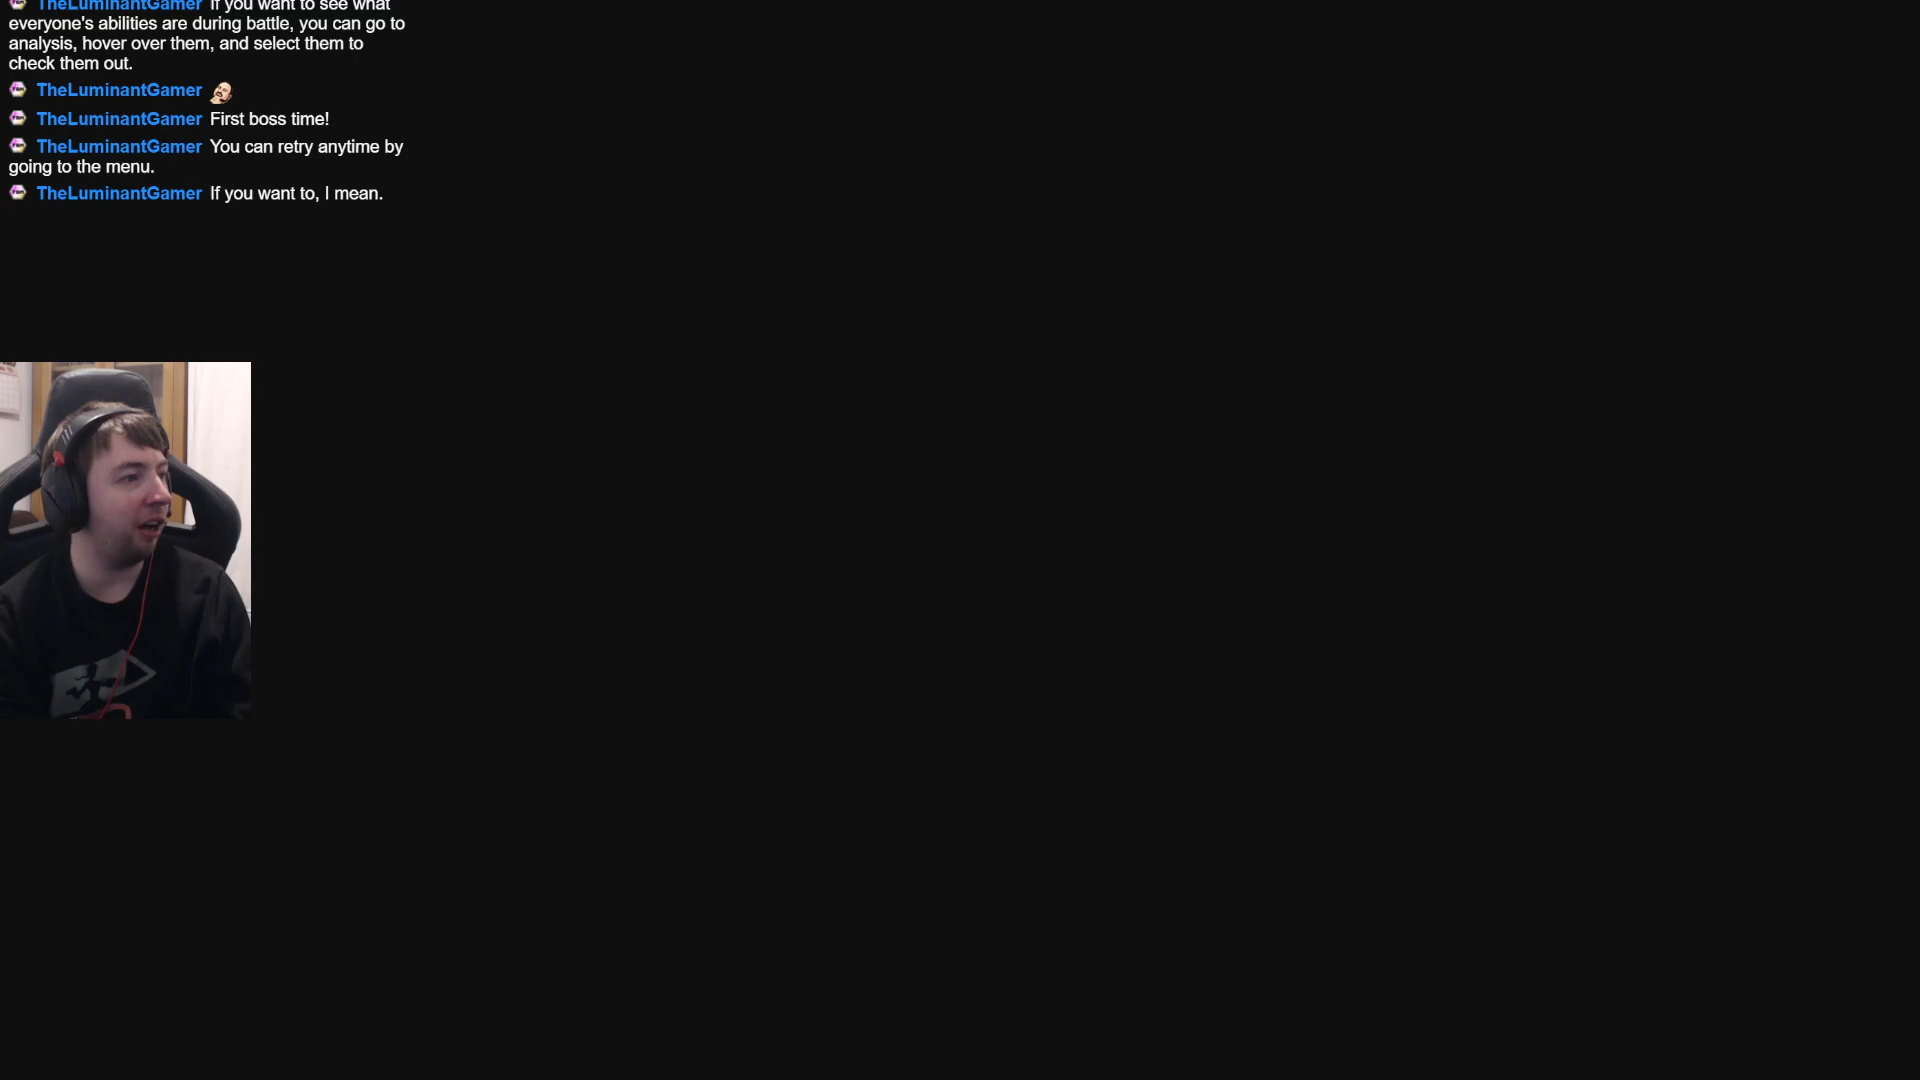 TheLuminantGamer If you want to see what
everyone's abilities are during battle, you can go to
analysis, hover over them, and select them to
check them out.
TheLuminantGamer
TheLuminantGamer First boss time!
TheLuminantGamer You can retry anytime by
going to the menu.
TheLuminantGamer If you want to, I mean.